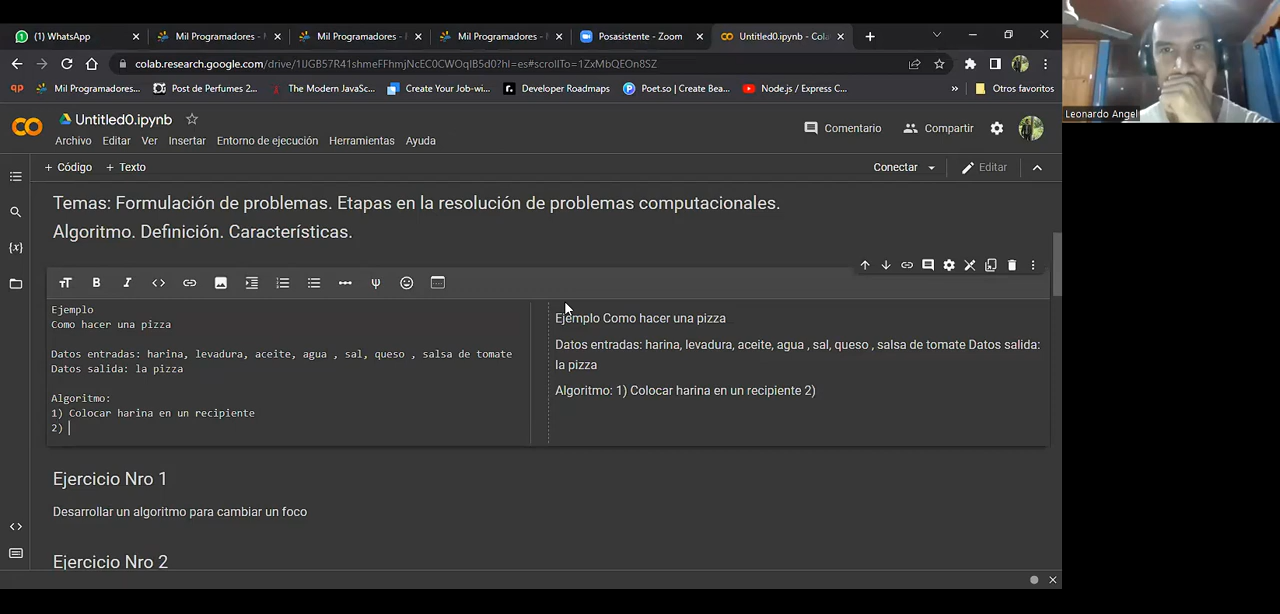 (1) WhatsApp
Mil Programadores -
Mil Programadores -
Mil Programadores -
Posasistente - Zoom
Untitled0.ipynb - Cola
colab.research.google.com/drive/1IJGB57R41shmeFFhmjNcEC0CWOqIB5d0?hl=es#scrollTo=1ZxMbQEOn8SZ
Mil Programadores...
Post de Perfumes 2...
The Modern JavaSc...
Create Your Job-wi...
Developer Roadmaps
Poet.so | Create Bea...
Node.js / Express C...
»
Otros favoritos
Leonardo Angel
Untitled0.ipynb
Archivo Editar Ver Insertar Entorno de ejecución Herramientas Ayuda
Comentario
Compartir
+ Código + Texto
Conectar
Editar
Temas: Formulación de problemas. Etapas en la resolución de problemas computacionales.
Algoritmo. Definición. Características.
Ejemplo
Como hacer una pizza
Datos entradas: harina, levadura, aceite, agua , sal, queso , salsa de tomate
Datos salida: la pizza
Algoritmo:
1) Colocar harina en un recipiente
2)
Ejemplo Como hacer una pizza
Datos entradas: harina, levadura, aceite, agua , sal, queso , salsa de tomate Datos salida:
la pizza
Algoritmo: 1) Colocar harina en un recipiente 2)
Ejercicio Nro 1
Desarrollar un algoritmo para cambiar un foco
Ejercicio Nro 2